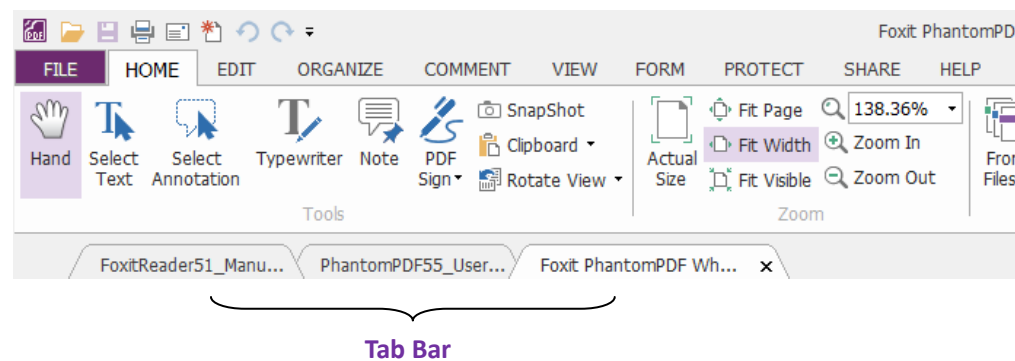 PDF
Foxit PhantomPD
FILE HOME EDIT ORGANIZE COMMENT VIEW FORM PROTECT SHARE HELP
SnapShot Fit Page 138.36%
Hand Select Text Select Annotation Typewriter Note PDF Sign Clipboard Actual Size Fit Width Zoom In From Files
Rotate View Fit Visible Zoom Out
Tools Zoom
FoxitReader51_Manu... PhantomPDF55_User... Foxit PhantomPDF Wh... x
Tab Bar